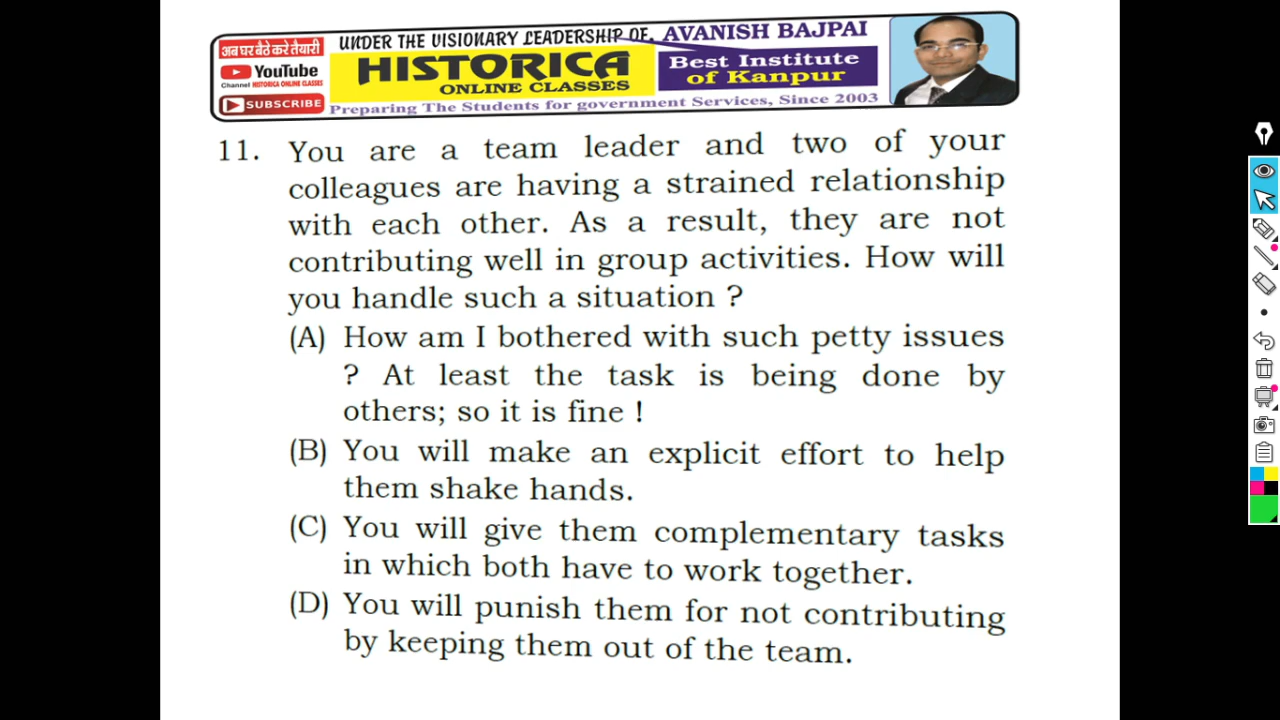 अब घर बैठे करे तैयारी
YouTube
Channel HISTORICA ONLINE CLASSES
SUBSCRIBE
UNDER THE VISIONARY LEADERSHIP OF. AVANISH BAJPAI
HISTORICA
ONLINE CLASSES
Best Institute
of Kanpur
Preparing The Students for government Services, Since 2003
11. You are a team leader and two of your
colleagues are having a strained relationship
with each other. As a result, they are not
contributing well in group activities. How will
you handle such a situation ?
(A) How am I bothered with such petty issues
? At least the task is being done by
others; so it is fine !
(B) You will make an explicit effort to help
them shake hands.
(C) You will give them complementary tasks
in which both have to work together.
(D) You will punish them for not contributing
by keeping them out of the team.